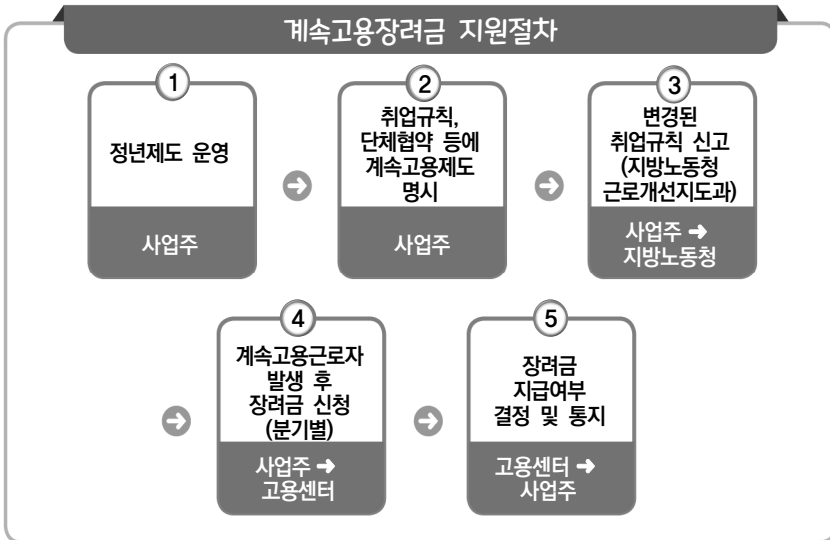 계속고용장려금 지원절차
1
정년제도 운영
사업주
2
취업규칙,
단체협약 등에
계속고용제도
명시
사업주
3
변경된
취업규칙 신고
(지방노동청
근로개선지도과)
사업주 ➜
지방노동청
4
계속고용근로자
발생 후
장려금 신청
(분기별)
사업주 ➜
고용센터
5
장려금
지급여부
결정 및 통지
고용센터 ➜
사업주